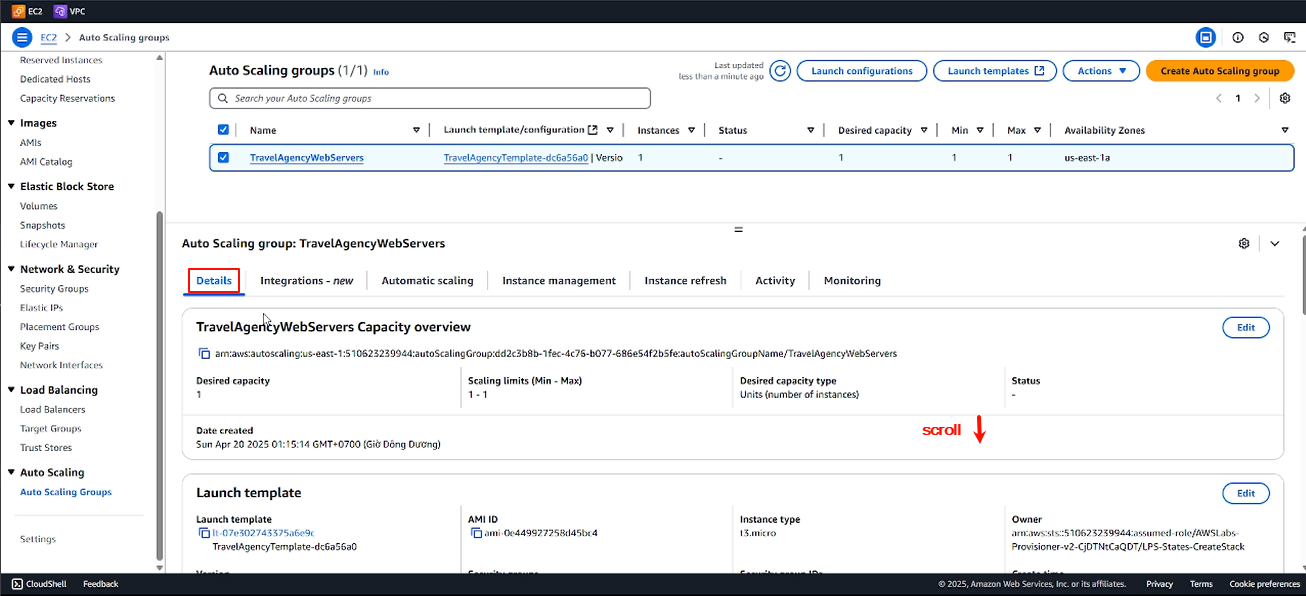 EC2 VPC
EC2 > Auto Scaling groups
Reserved Instances
Dedicated Hosts
Capacity Reservations
Images
AMIs
AMI Catalog
Elastic Block Store
Volumes
Snapshots
Lifecycle Manager
Network & Security
Security Groups
Elastic IPs
Placement Groups
Key Pairs
Network Interfaces
Load Balancing
Load Balancers
Target Groups
Trust Stores
Auto Scaling
Auto Scaling Groups
Settings
Auto Scaling groups (1/1) Info
Last updated
less than a minute ago
Launch configurations
Launch templates
Actions
Create Auto Scaling group
Search your Auto Scaling groups
1
Name Launch template/configuration Instances Status Desired capacity Min Max Availability Zones
TravelAgencyWebServers TravelAgencyTemplate-dc6a56a0 | Versio 1 - 1 1 1 us-east-1a
Auto Scaling group: TravelAgencyWebServers
Details Integrations - new Automatic scaling Instance management Instance refresh Activity Monitoring
TravelAgencyWebServers Capacity overview
Edit
arn:aws:autoscaling:us-east-1:510623239944:autoScalingGroup:dd2c3b8b-1fec-4c76-b077-686e54f2b5fe:autoScalingGroupName/TravelAgencyWebServers
Desired capacity
1
Scaling limits (Min - Max)
1 - 1
Desired capacity type
Units (number of instances)
Status
-
Date created
Sun Apr 20 2025 01:15:14 GMT+0700 (Giờ Đông Dương)
scroll
Launch template
Edit
Launch template
lt-07e302743375a6e9c
TravelAgencyTemplate-dc6a56a0
AMI ID
ami-0e449927258d45bc4
Instance type
t3.micro
Owner
arn:aws:sts::510623239944:assumed-role/AWSLabs-
Provisioner-v2-CjDTNtCaQDT/LPS-States-CreateStack
Version Security groups Security group IDs Create time
CloudShell Feedback
© 2025, Amazon Web Services, Inc. or its affiliates. Privacy Terms Cookie preferences